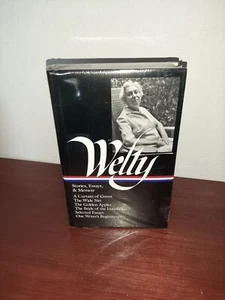 Welty
Stories, Essays,
& Memoir
A Curtain of Green
The Wide Net
The Golden Apples
The Bride of the Innisfallen
Selected Essays
One Writer's Beginnings